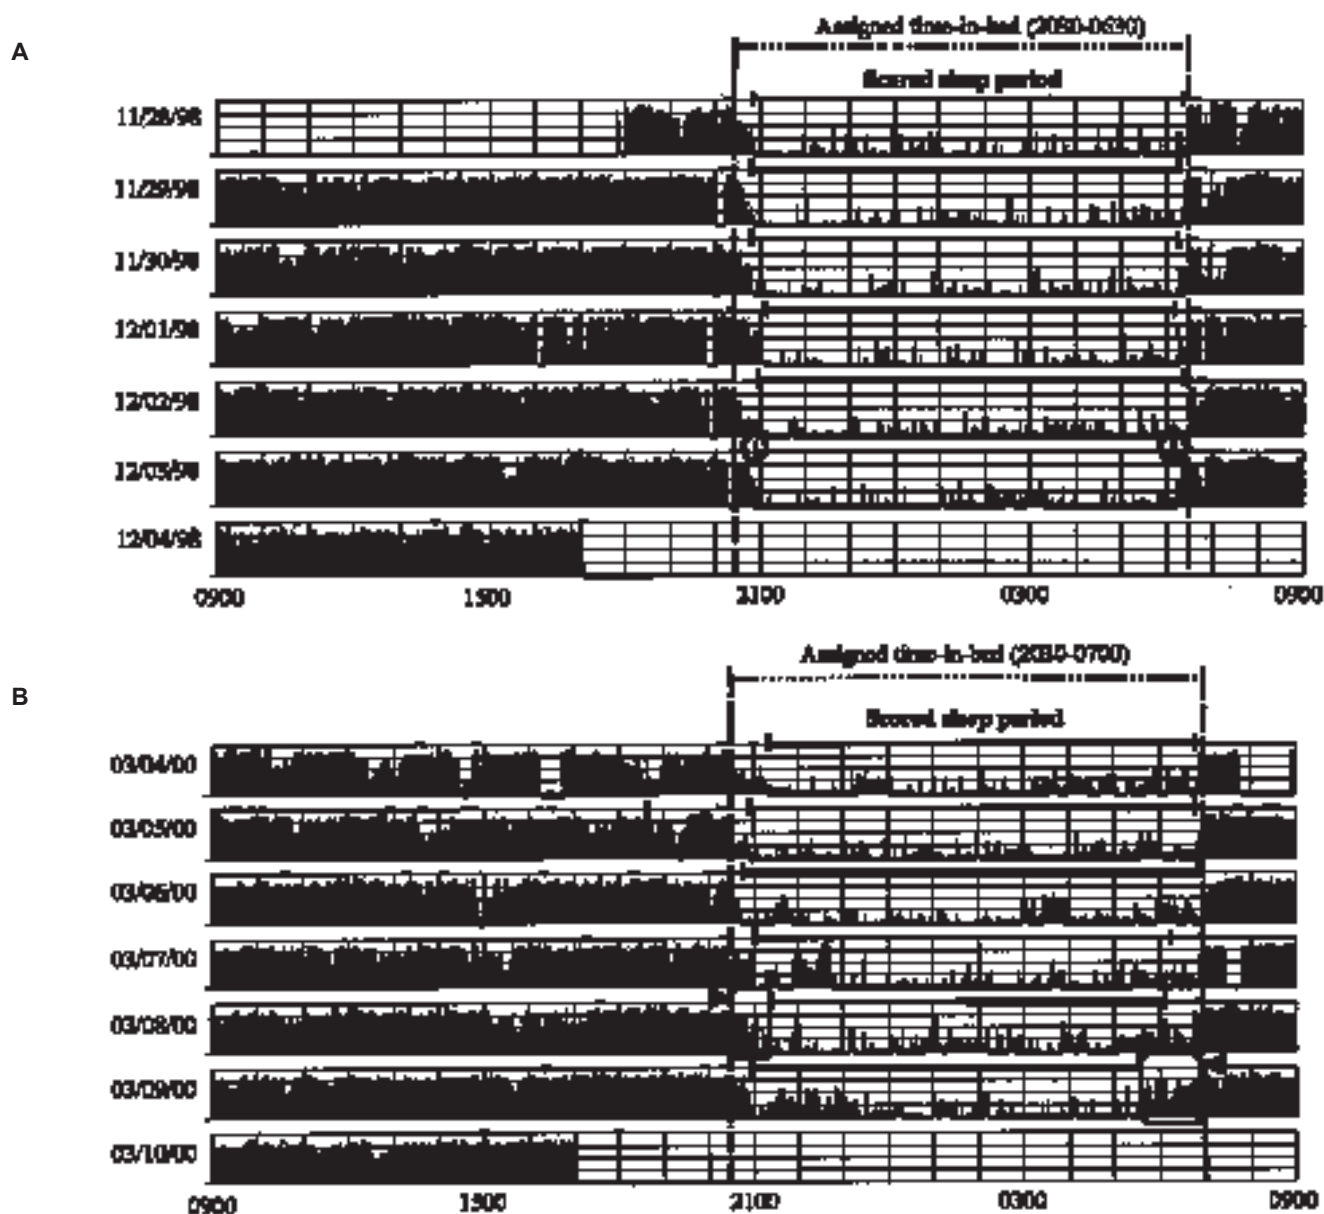 A
Assigned time-in-bed (2030-0630)
Scored sleep period
11/28/98
11/29/98
11/30/98
12/01/98
12/02/98
12/03/98
12/04/98
0900 1500 2100 0300 0900
Assigned time-in-bed (2030-0700)
B
Scored sleep period
03/04/00
03/05/00
03/06/00
03/07/00
03/08/00
03/09/00
03/10/00
0900 1500 2100 0300 0900